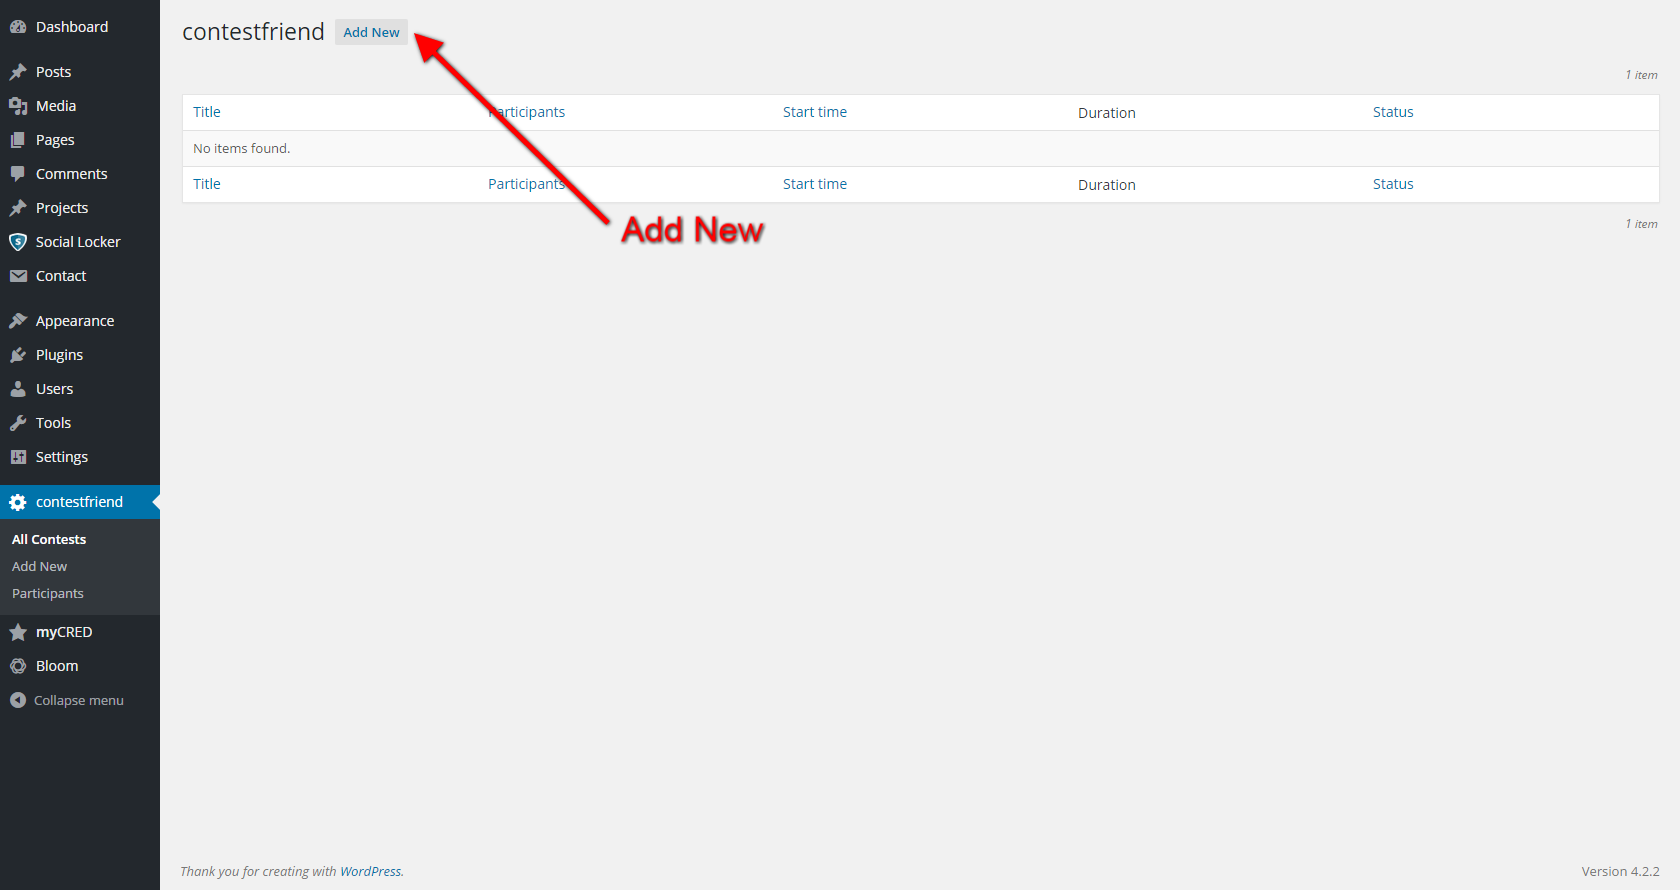 Dashboard
Posts
Media
Pages
Comments
Projects
Social Locker
Contact
Appearance
Plugins
Users
Tools
Settings
contestfriend
All Contests
Add New
Participants
myCRED
Bloom
Collapse menu
contestfriend Add New
1 item
Title Participants Start time Duration Status
No items found.
Title Participants Start time Duration Status
Add New
1 item
Thank you for creating with WordPress.
Version 4.2.2